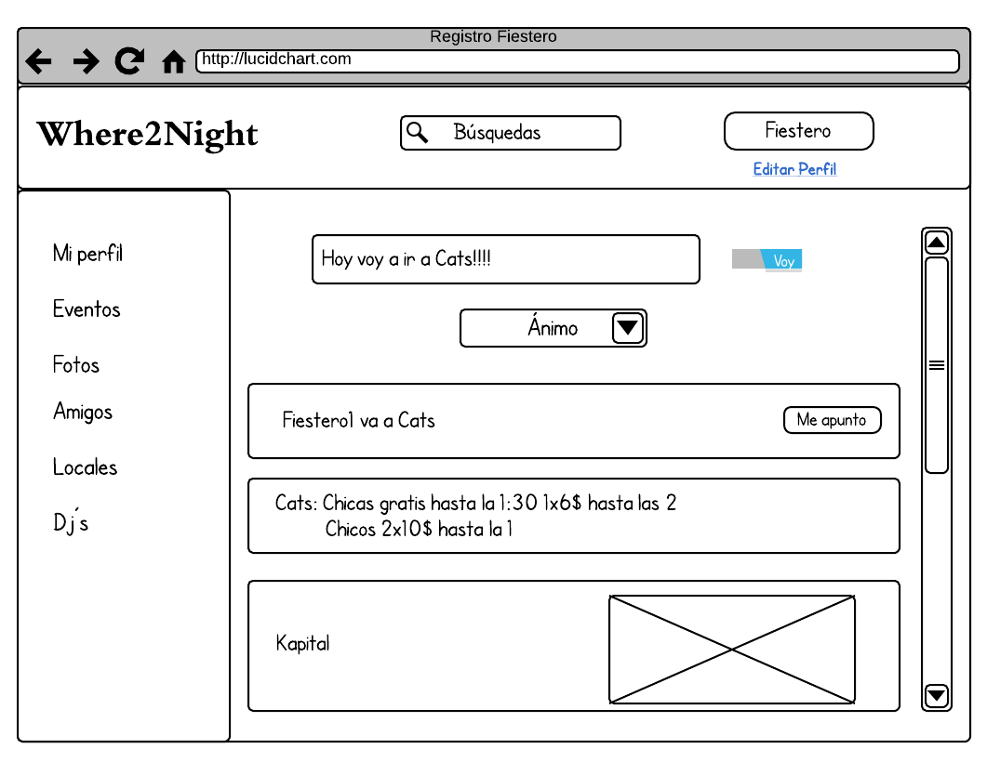 Registro Fiestero
http://lucidchart.com
Where2Night
Búsquedas
Fiestero
Editar Perfil
Mi perfil
Eventos
Fotos
Amigos
Locales
Dj´s
Hoy voy a ir a Cats!!!!
Voy
Ánimo
Fiestero1 va a Cats
Me apunto
Cats: Chicas gratis hasta la 1:30 1x6$ hasta las 2
Chicos 2x10$ hasta la 1
Kapital